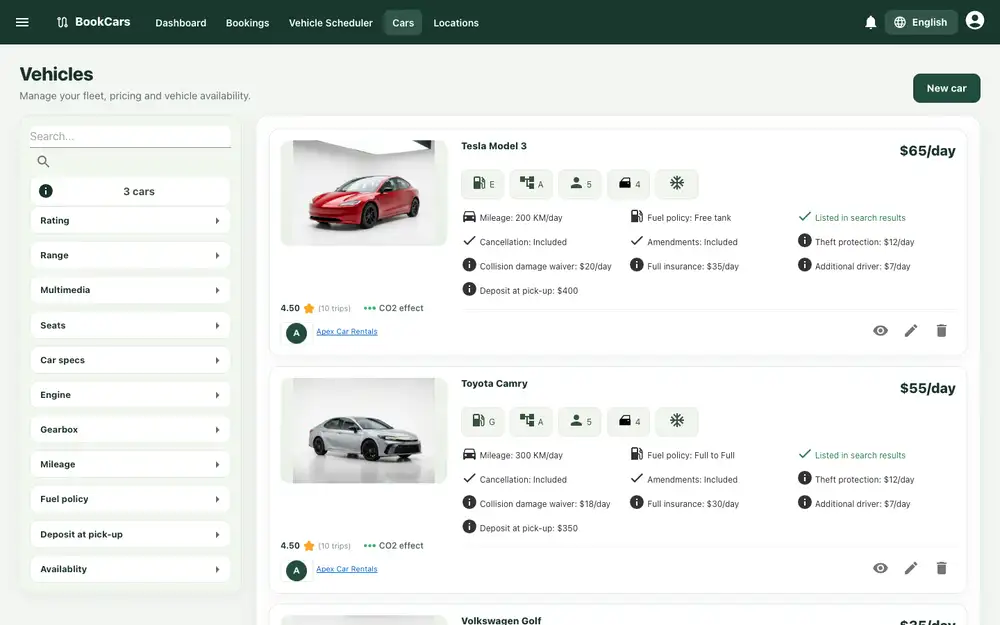 BookCars Dashboard Bookings Vehicle Scheduler Cars Locations English
Vehicles
Manage your fleet, pricing and vehicle availability.
New car
Search...
3 cars
Rating
Range
Multimedia
Seats
Car specs
Engine
Gearbox
Mileage
Fuel policy
Deposit at pick-up
Availablity
Tesla Model 3
$65/day
E A 5 4
Mileage: 200 KM/day Fuel policy: Free tank Listed in search results
Cancellation: Included Amendments: Included Theft protection: $12/day
Collision damage waiver: $20/day Full insurance: $35/day Additional driver: $7/day
Deposit at pick-up: $400
4.50 (10 trips) CO2 effect
A Apex Car Rentals
Toyota Camry
$55/day
G A 5 4
Mileage: 300 KM/day Fuel policy: Full to Full Listed in search results
Cancellation: Included Amendments: Included Theft protection: $12/day
Collision damage waiver: $18/day Full insurance: $30/day Additional driver: $7/day
Deposit at pick-up: $350
4.50 (10 trips) CO2 effect
A Apex Car Rentals
Volkswagen Golf
$35/day